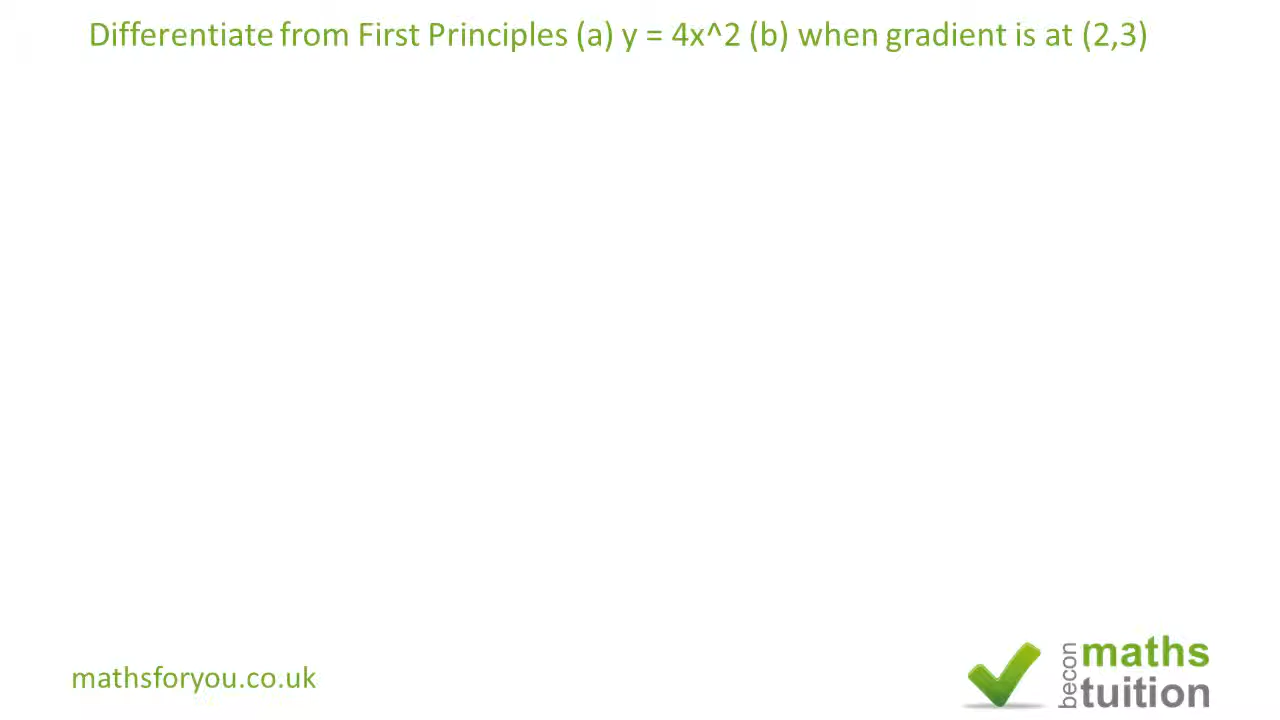 Differentiate from First Principles (a) y = 4x^2 (b) when gradient is at (2,3)
mathsforyou.co.uk
becon
maths
tuition